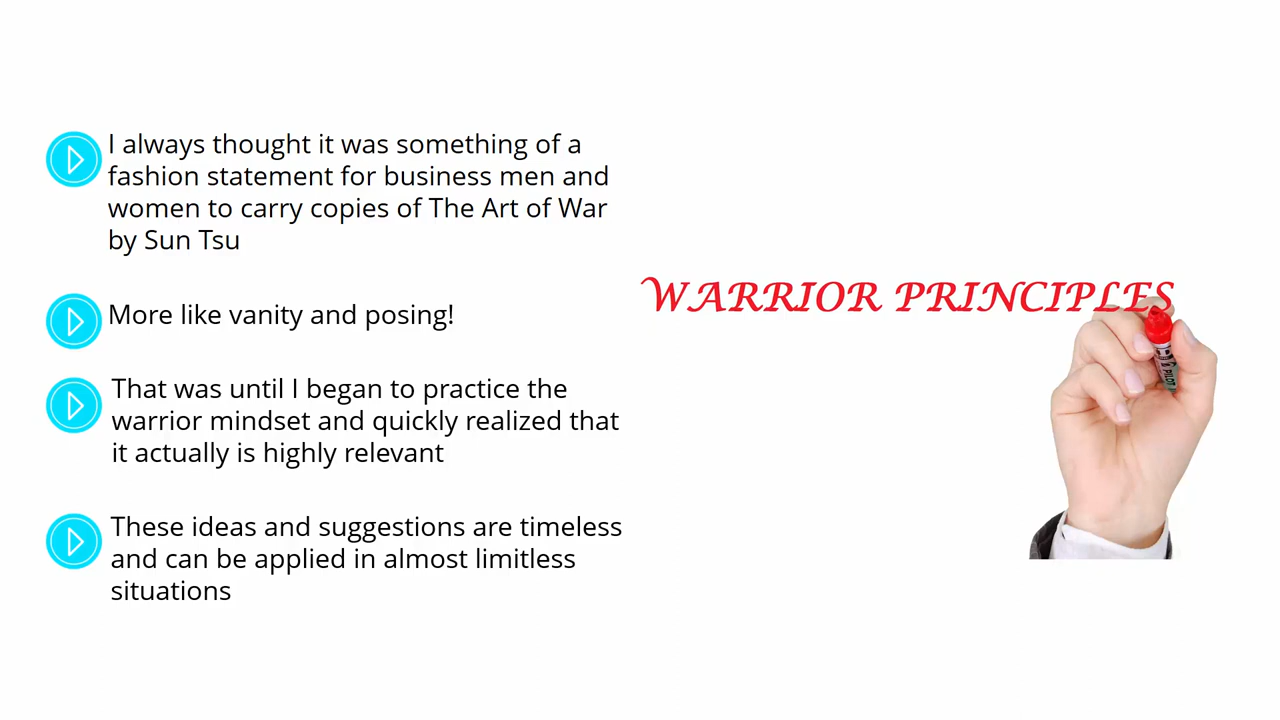 I always thought it was something of a
fashion statement for business men and
women to carry copies of The Art of War
by Sun Tsu
More like vanity and posing!
That was until I began to practice the
warrior mindset and quickly realized that
it actually is highly relevant
These ideas and suggestions are timeless
and can be applied in almost limitless
situations
WARRIOR PRINCIPLES
PILOT